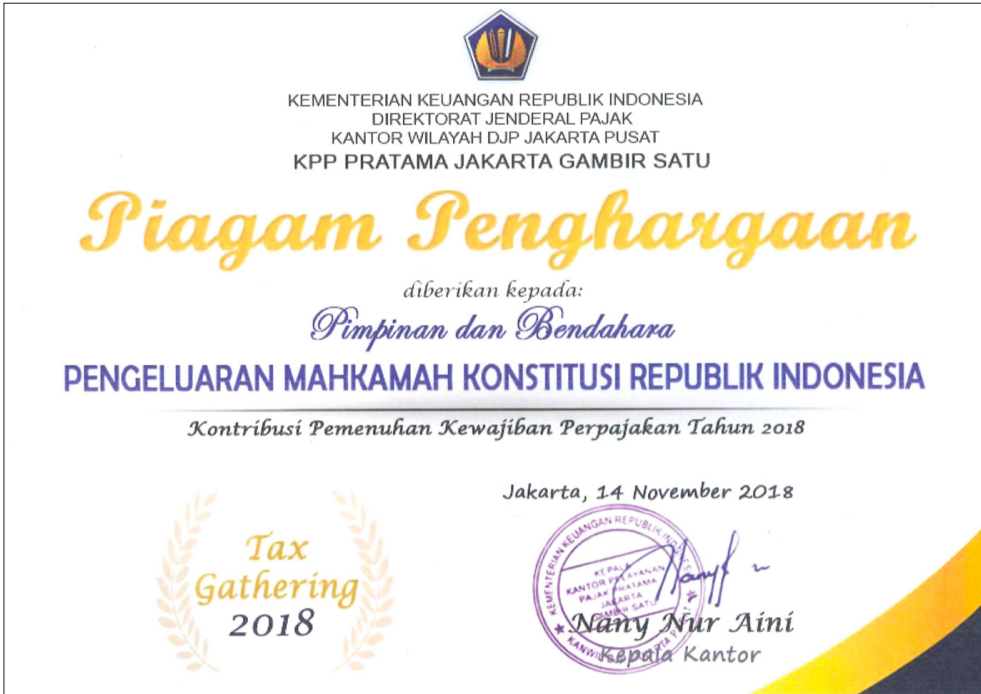 KEMENTERIAN KEUANGAN REPUBLIK INDONESIA
DIREKTORAT JENDERAL PAJAK
KANTOR WILAYAH DJP JAKARTA PUSAT
KPP PRATAMA JAKARTA GAMBIR SATU
Piagam Penghargaan
diberikan kepada:
Pimpinan dan Bendahara
PENGELUARAN MAHKAMAH KONSTITUSI REPUBLIK INDONESIA
Kontribusi Pemenuhan Kewajiban Perpajakan Tahun 2018
Jakarta, 14 November 2018
Tax
Gathering
2018
KEMENTERIAN KEUANGAN REPUBLIK
KEPALA
KANTOR PELAYANAN
PAJAK PRATAMA
JAKARTA
GAMBIR SATU
Nany Nur Aini
Kepala Kantor